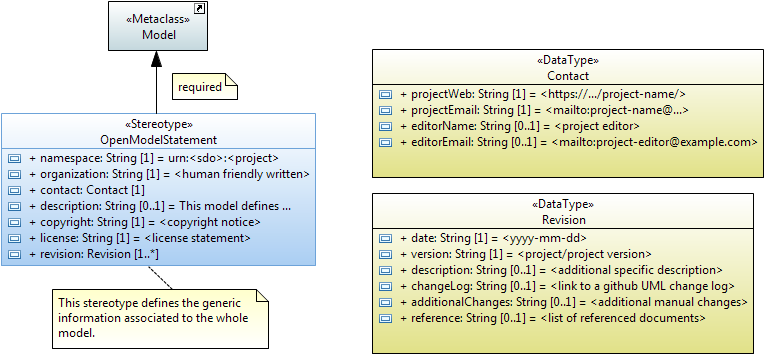 «Metaclass»
Model
required
«Stereotype»
OpenModelStatement
+ namespace: String [1] = urn:<sdo>:<project>
+ organization: String [1] = <human friendly written>
+ contact: Contact [1]
+ description: String [0..1] = This model defines ...
+ copyright: String [1] = <copyright notice>
+ license: String [1] = <license statement>
+ revision: Revision [1..*]
This stereotype defines the generic
information associated to the whole
model.
«DataType»
Contact
+ projectWeb: String [1] = <https://.../project-name/>
+ projectEmail: String [1] = <mailto:project-name@...>
+ editorName: String [0..1] = <project editor>
+ editorEmail: String [0..1] = <mailto:project-editor@example.com>
«DataType»
Revision
+ date: String [1] = <yyyy-mm-dd>
+ version: String [1] = <project/project version>
+ description: String [0..1] = <additional specific description>
+ changeLog: String [0..1] = <link to a github UML change log>
+ additionalChanges: String [0..1] = <additional manual changes>
+ reference: String [0..1] = <list of referenced documents>